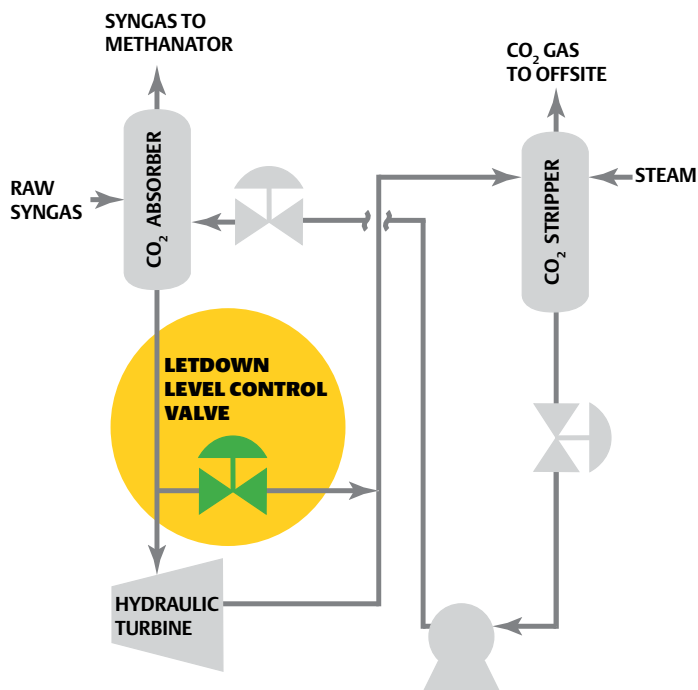 SYNGAS TO
METHANATOR
CO₂ GAS
TO OFFSITE
RAW
SYNGAS
CO₂ ABSORBER
CO₂ STRIPPER
STEAM
LETDOWN
LEVEL CONTROL
VALVE
HYDRAULIC
TURBINE